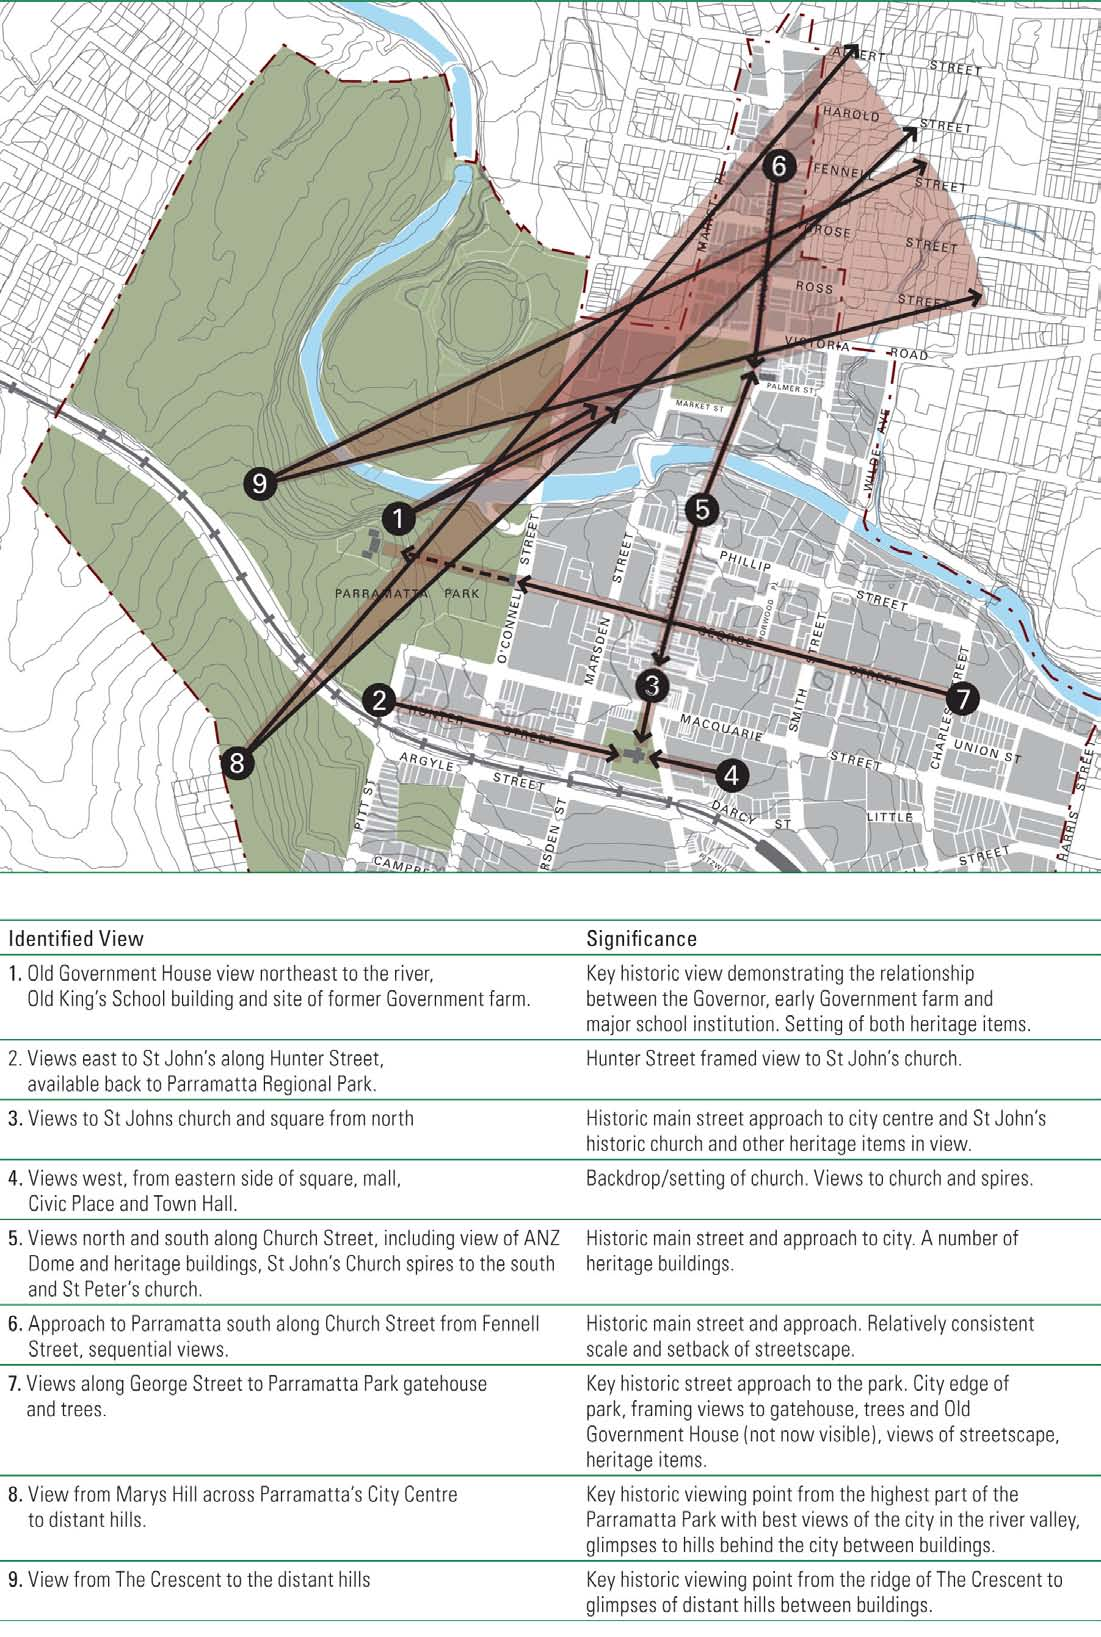 ALBERT STREET
HAROLD STREET
6
FENNELL STREET
GROSE STREET
ROSS STREET
MARKET
VICTORIA ROAD
PALMER ST
MARKET ST
WILDE AVE
9
1
5
PHILLIP STREET
PARRAMATTA PARK
O'CONNELL STREET
MARSDEN STREET
HORWOOD PL
GEORGE STREET
SMITH STREET
CHARLES STREET
7
3
2
HUNTER STREET
MACQUARIE STREET
UNION ST
8
ARGYLE STREET
4
DARCY ST
LITTLE STREET
HARRIS STREET
PITT ST
RSDEN ST
Identified View
Significance
1. Old Government House view northeast to the river,
Old King's School building and site of former Government farm.
Key historic view demonstrating the relationship
between the Governor, early Government farm and
major school institution. Setting of both heritage items.
2. Views east to St John's along Hunter Street,
available back to Parramatta Regional Park.
Hunter Street framed view to St John's church.
3. Views to St Johns church and square from north
Historic main street approach to city centre and St John's
historic church and other heritage items in view.
4. Views west, from eastern side of square, mall,
Civic Place and Town Hall.
Backdrop/setting of church. Views to church and spires.
5. Views north and south along Church Street, including view of ANZ
Dome and heritage buildings, St John's Church spires to the south
and St Peter's church.
Historic main street and approach to city. A number of
heritage buildings.
6. Approach to Parramatta south along Church Street from Fennell
Street, sequential views.
Historic main street and approach. Relatively consistent
scale and setback of streetscape.
7. Views along George Street to Parramatta Park gatehouse
and trees.
Key historic street approach to the park. City edge of
park, framing views to gatehouse, trees and Old
Government House (not now visible), views of streetscape,
heritage items.
8. View from Marys Hill across Parramatta's City Centre
to distant hills.
Key historic viewing point from the highest part of the
Parramatta Park with best views of the city in the river valley,
glimpses to hills behind the city between buildings.
9. View from The Crescent to the distant hills
Key historic viewing point from the ridge of The Crescent to
glimpses of distant hills between buildings.